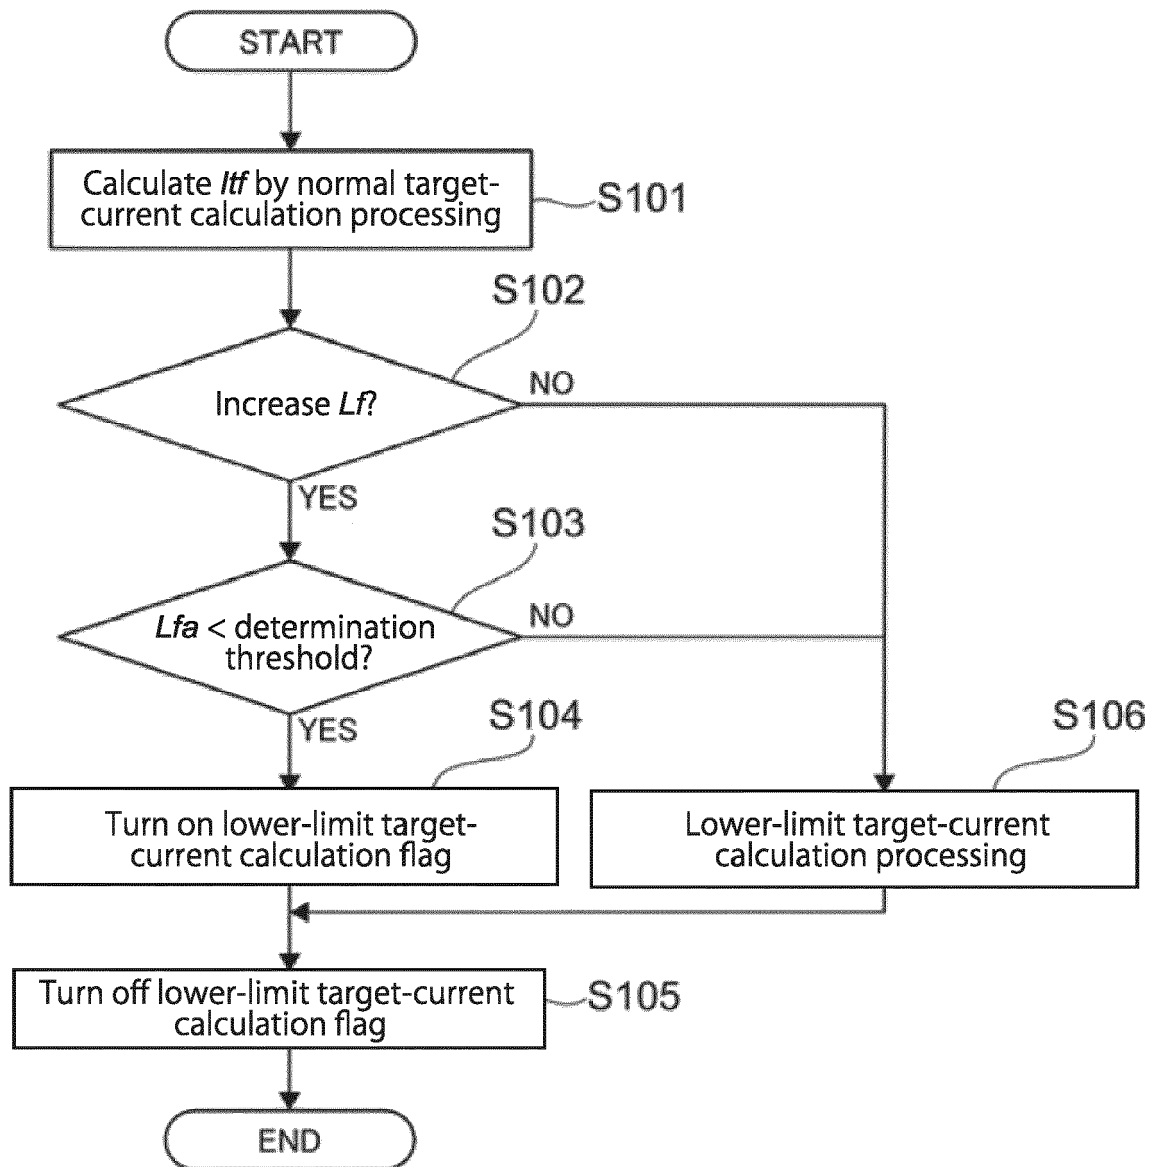 START
Calculate Itf by normal target-
current calculation processing
S101
S102
Increase Lf?
NO
YES
S103
Lfa < determination
threshold?
NO
YES
S104
Turn on lower-limit target-
current calculation flag
S106
Lower-limit target-current
calculation processing
Turn off lower-limit target-current
calculation flag
S105
END